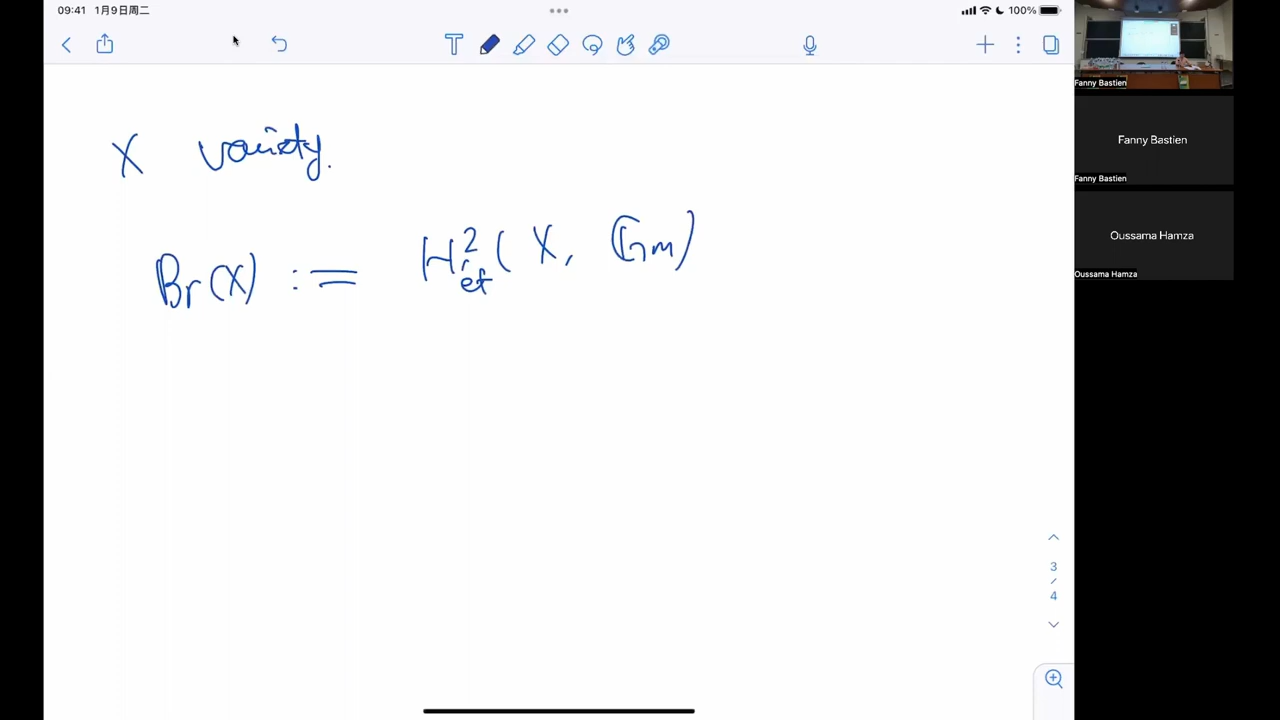 09:41 1月9日周二
100%
X variety.
Br(X) := H²ét(X, 𝔾m)
3
/
4
Fanny Bastien
Fanny Bastien
Fanny Bastien
Oussama Hamza
Oussama Hamza